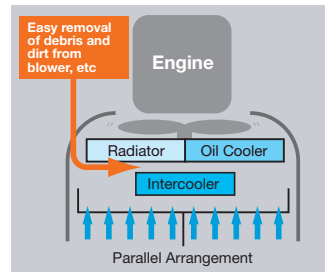 Easy removal
of debris and
dirt from
blower, etc
Engine
Radiator
Oil Cooler
Intercooler
Parallel Arrangement